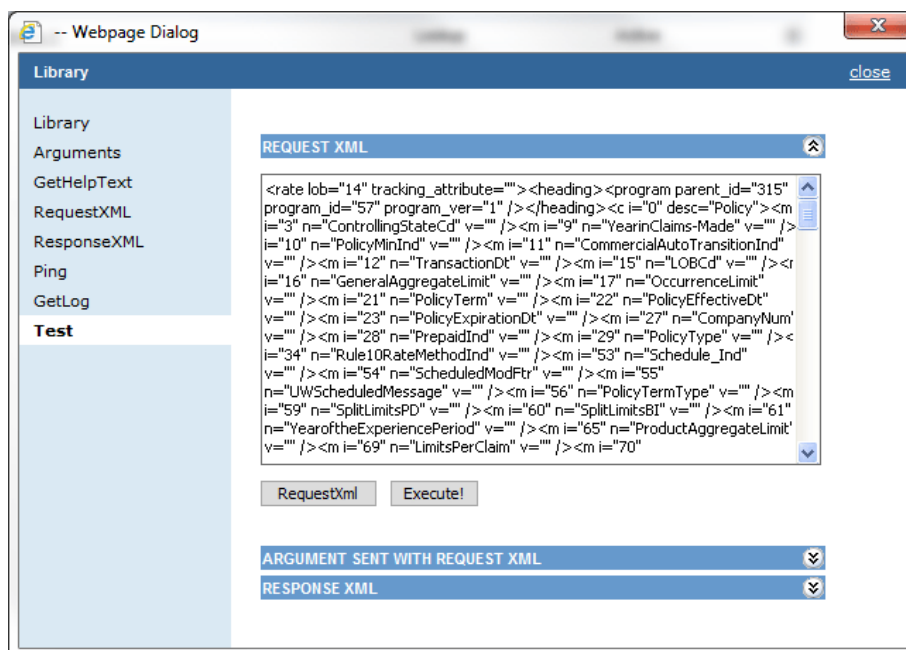 -- Webpage Dialog
Library
close
Library
Arguments
GetHelpText
RequestXML
ResponseXML
Ping
GetLog
Test
REQUEST XML
<rate lob="14" tracking_attribute=""><heading><program parent_id="315"
program_id="57" program_ver="1" /></heading><c i="0" desc="Policy"><m
i="3" n="ControllingStateCd" v="" /><m i="9" n="YearinClaims-Made" v="" />
i="10" n="PolicyMinInd" v="" /><m i="11" n="CommercialAutoTransitionInd"
v="" /><m i="12" n="TransactionDt" v="" /><m i="15" n="LOBCd" v="" /><r
i="16" n="GeneralAggregateLimit" v="" /><m i="17" n="OccurrenceLimit"
v="" /><m i="21" n="PolicyTerm" v="" /><m i="22" n="PolicyEffectiveDt"
v="" /><m i="23" n="PolicyExpirationDt" v="" /><m i="27" n="CompanyNum'
v="" /><m i="28" n="PrepaidInd" v="" /><m i="29" n="PolicyType" v="" /><
i="34" n="Rule10RateMethodInd" v="" /><m i="53" n="Schedule_Ind"
v="" /><m i="54" n="ScheduledModFtr" v="" /><m i="55"
n="UWScheduledMessage" v="" /><m i="56" n="PolicyTermType" v="" /><m
i="59" n="SplitLimitsPD" v="" /><m i="60" n="SplitLimitsBI" v="" /><m i="61"
n="YearoftheExperiencePeriod" v="" /><m i="65" n="ProductAggregateLimit'
v="" /><m i="69" n="LimitsPerClaim" v="" /><m i="70"
RequestXml
Execute!
ARGUMENT SENT WITH REQUEST XML
RESPONSE XML